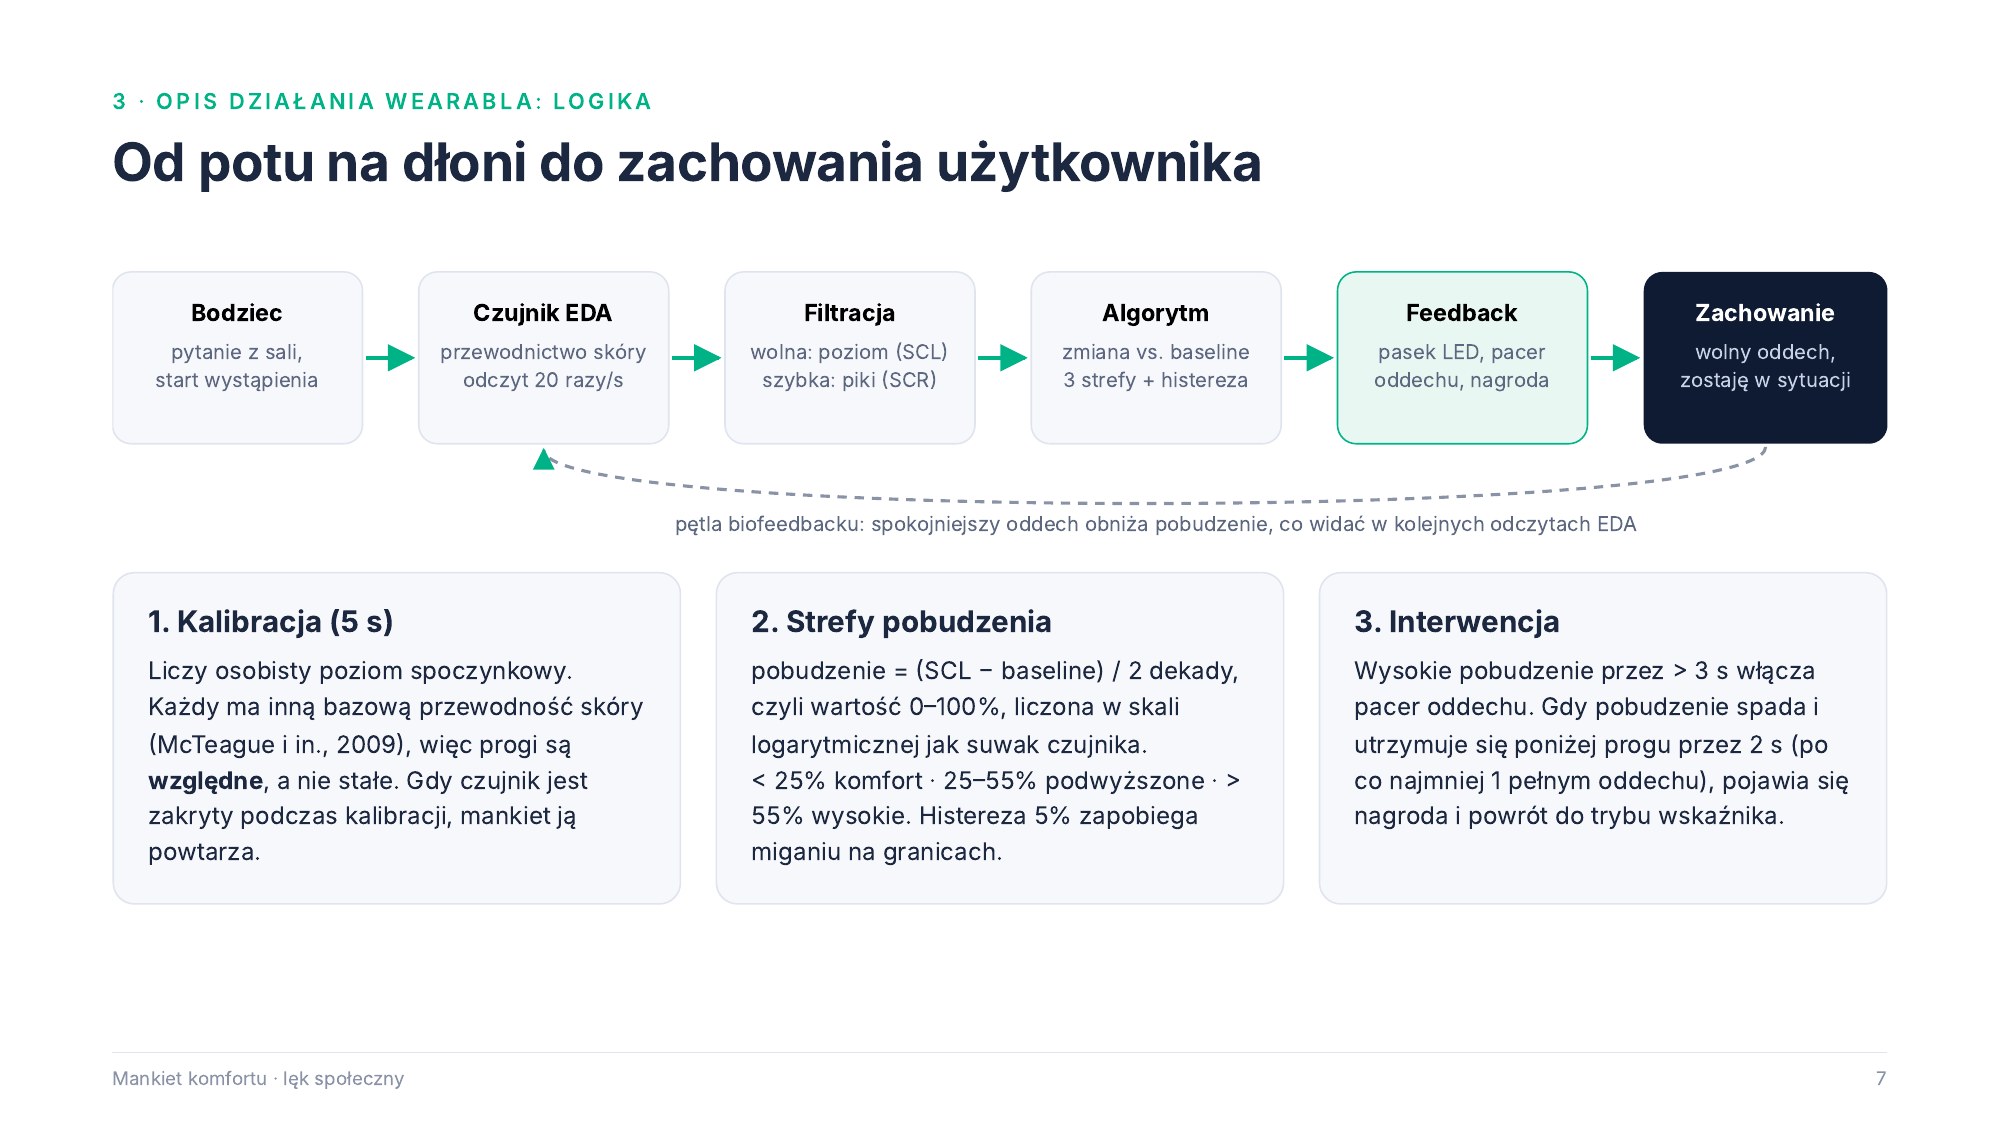 3 · OPIS DZIAŁANIA WEARABLA: LOGIKA
Od potu na dłoni do zachowania użytkownika
Bodziec
pytanie z sali,
start wystąpienia
Czujnik EDA
przewodnictwo skóry
odczyt 20 razy/s
Filtracja
wolna: poziom (SCL)
szybka: piki (SCR)
Algorytm
zmiana vs. baseline
3 strefy + histereza
Feedback
pasek LED, pacer
oddechu, nagroda
Zachowanie
wolny oddech,
zostaję w sytuacji
pętla biofeedbacku: spokojniejszy oddech obniża pobudzenie, co widać w kolejnych odczytach EDA
1. Kalibracja (5 s)
Liczy osobisty poziom spoczynkowy.
Każdy ma inną bazową przewodność skóry
(McTeague i in., 2009), więc progi są
względne, a nie stałe. Gdy czujnik jest
zakryty podczas kalibracji, mankiet ją
powtarza.
2. Strefy pobudzenia
pobudzenie = (SCL − baseline) / 2 dekady,
czyli wartość 0–100%, liczona w skali
logarytmicznej jak suwak czujnika.
< 25% komfort · 25–55% podwyższone · >
55% wysokie. Histereza 5% zapobiega
miganiu na granicach.
3. Interwencja
Wysokie pobudzenie przez > 3 s włącza
pacer oddechu. Gdy pobudzenie spada i
utrzymuje się poniżej progu przez 2 s (po
co najmniej 1 pełnym oddechu), pojawia się
nagroda i powrót do trybu wskaźnika.
Mankiet komfortu · lęk społeczny
7